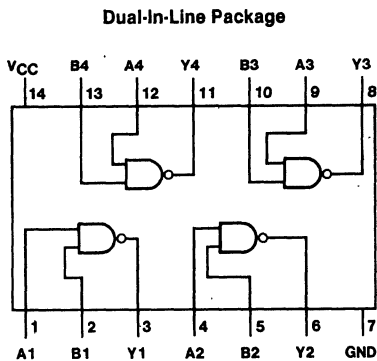 Dual-In-Line Package
VCC B4 A4 Y4 B3 A3 Y3
14 13 12 11 10 9 8
1 2 3 4 5 6 7
A1 B1 Y1 A2 B2 Y2 GND